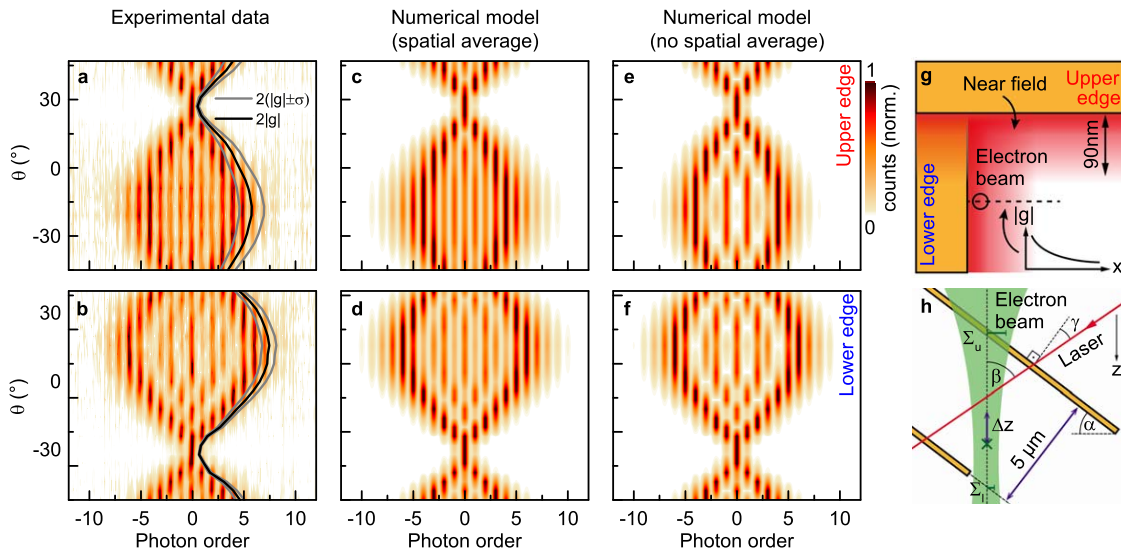 Experimental data
Numerical model
(spatial average)
Numerical model
(no spatial average)
a
2(|g|±σ)
2|g|
c
e
Upper edge
1
counts (norm.)
0
θ (°)
30
0
-30
b
d
f
Lower edge
θ (°)
30
0
-30
-10 -5 0 5 10
-10 -5 0 5 10
-10 -5 0 5 10
Photon order
Photon order
Photon order
g
Near field
Upper
edge
90nm
Electron
beam
Lower edge
|g|
x
h
Electron
beam
Σu
γ
Laser
z
β
Δz
α
5 μm
Σl